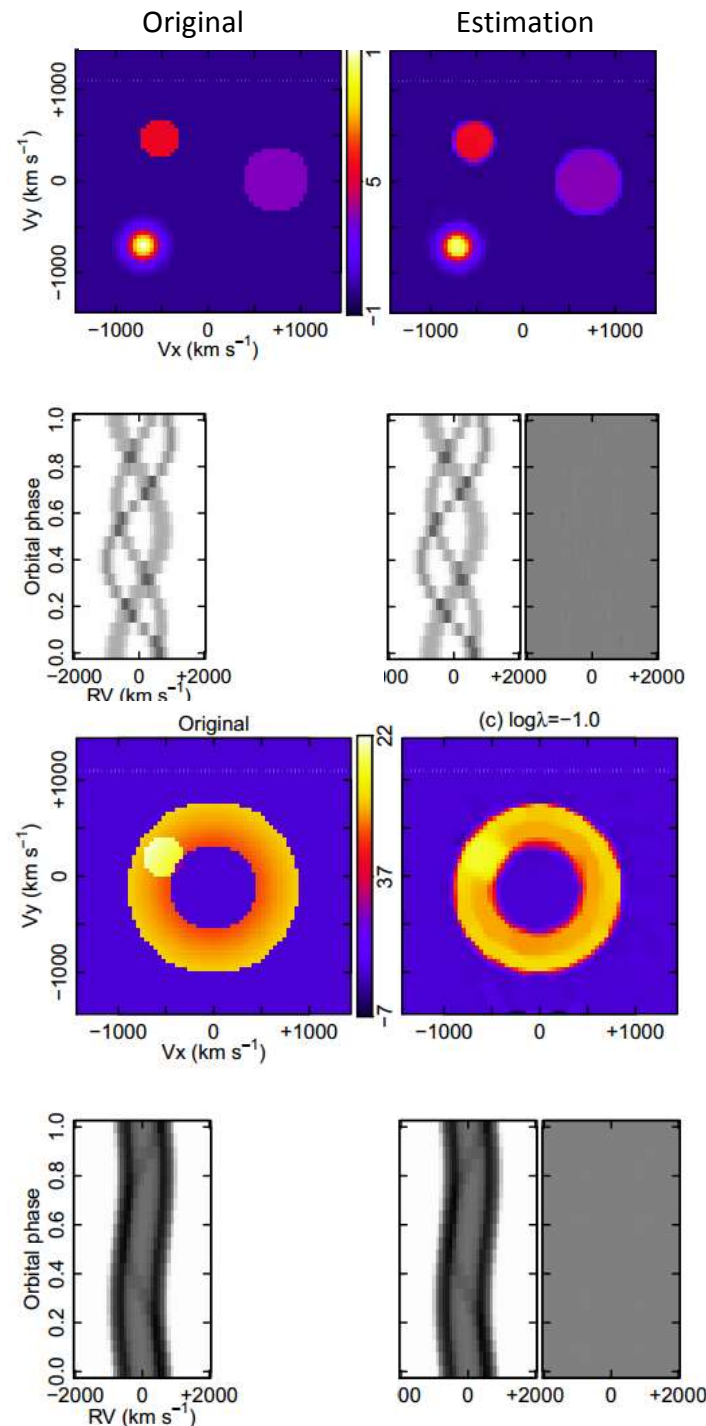 Original Estimation
+1000
0
−1000
Vy (km s−1)
1
5
−1
−1000 0 +1000
Vx (km s−1)
−1000 0 +1000
1.0
0.8
0.6
0.4
0.2
0.0
Orbital phase
−2000 0 +2000
RV (km s−1)
00 0 +2000
0 +2000
Original
(c) logλ=−1.0
+1000
0
−1000
Vy (km s−1)
22
37
−7
−1000 0 +1000
Vx (km s−1)
−1000 0 +1000
1.0
0.8
0.6
0.4
0.2
0.0
Orbital phase
−2000 0 +2000
RV (km s−1)
00 0 +2000
0 +2000